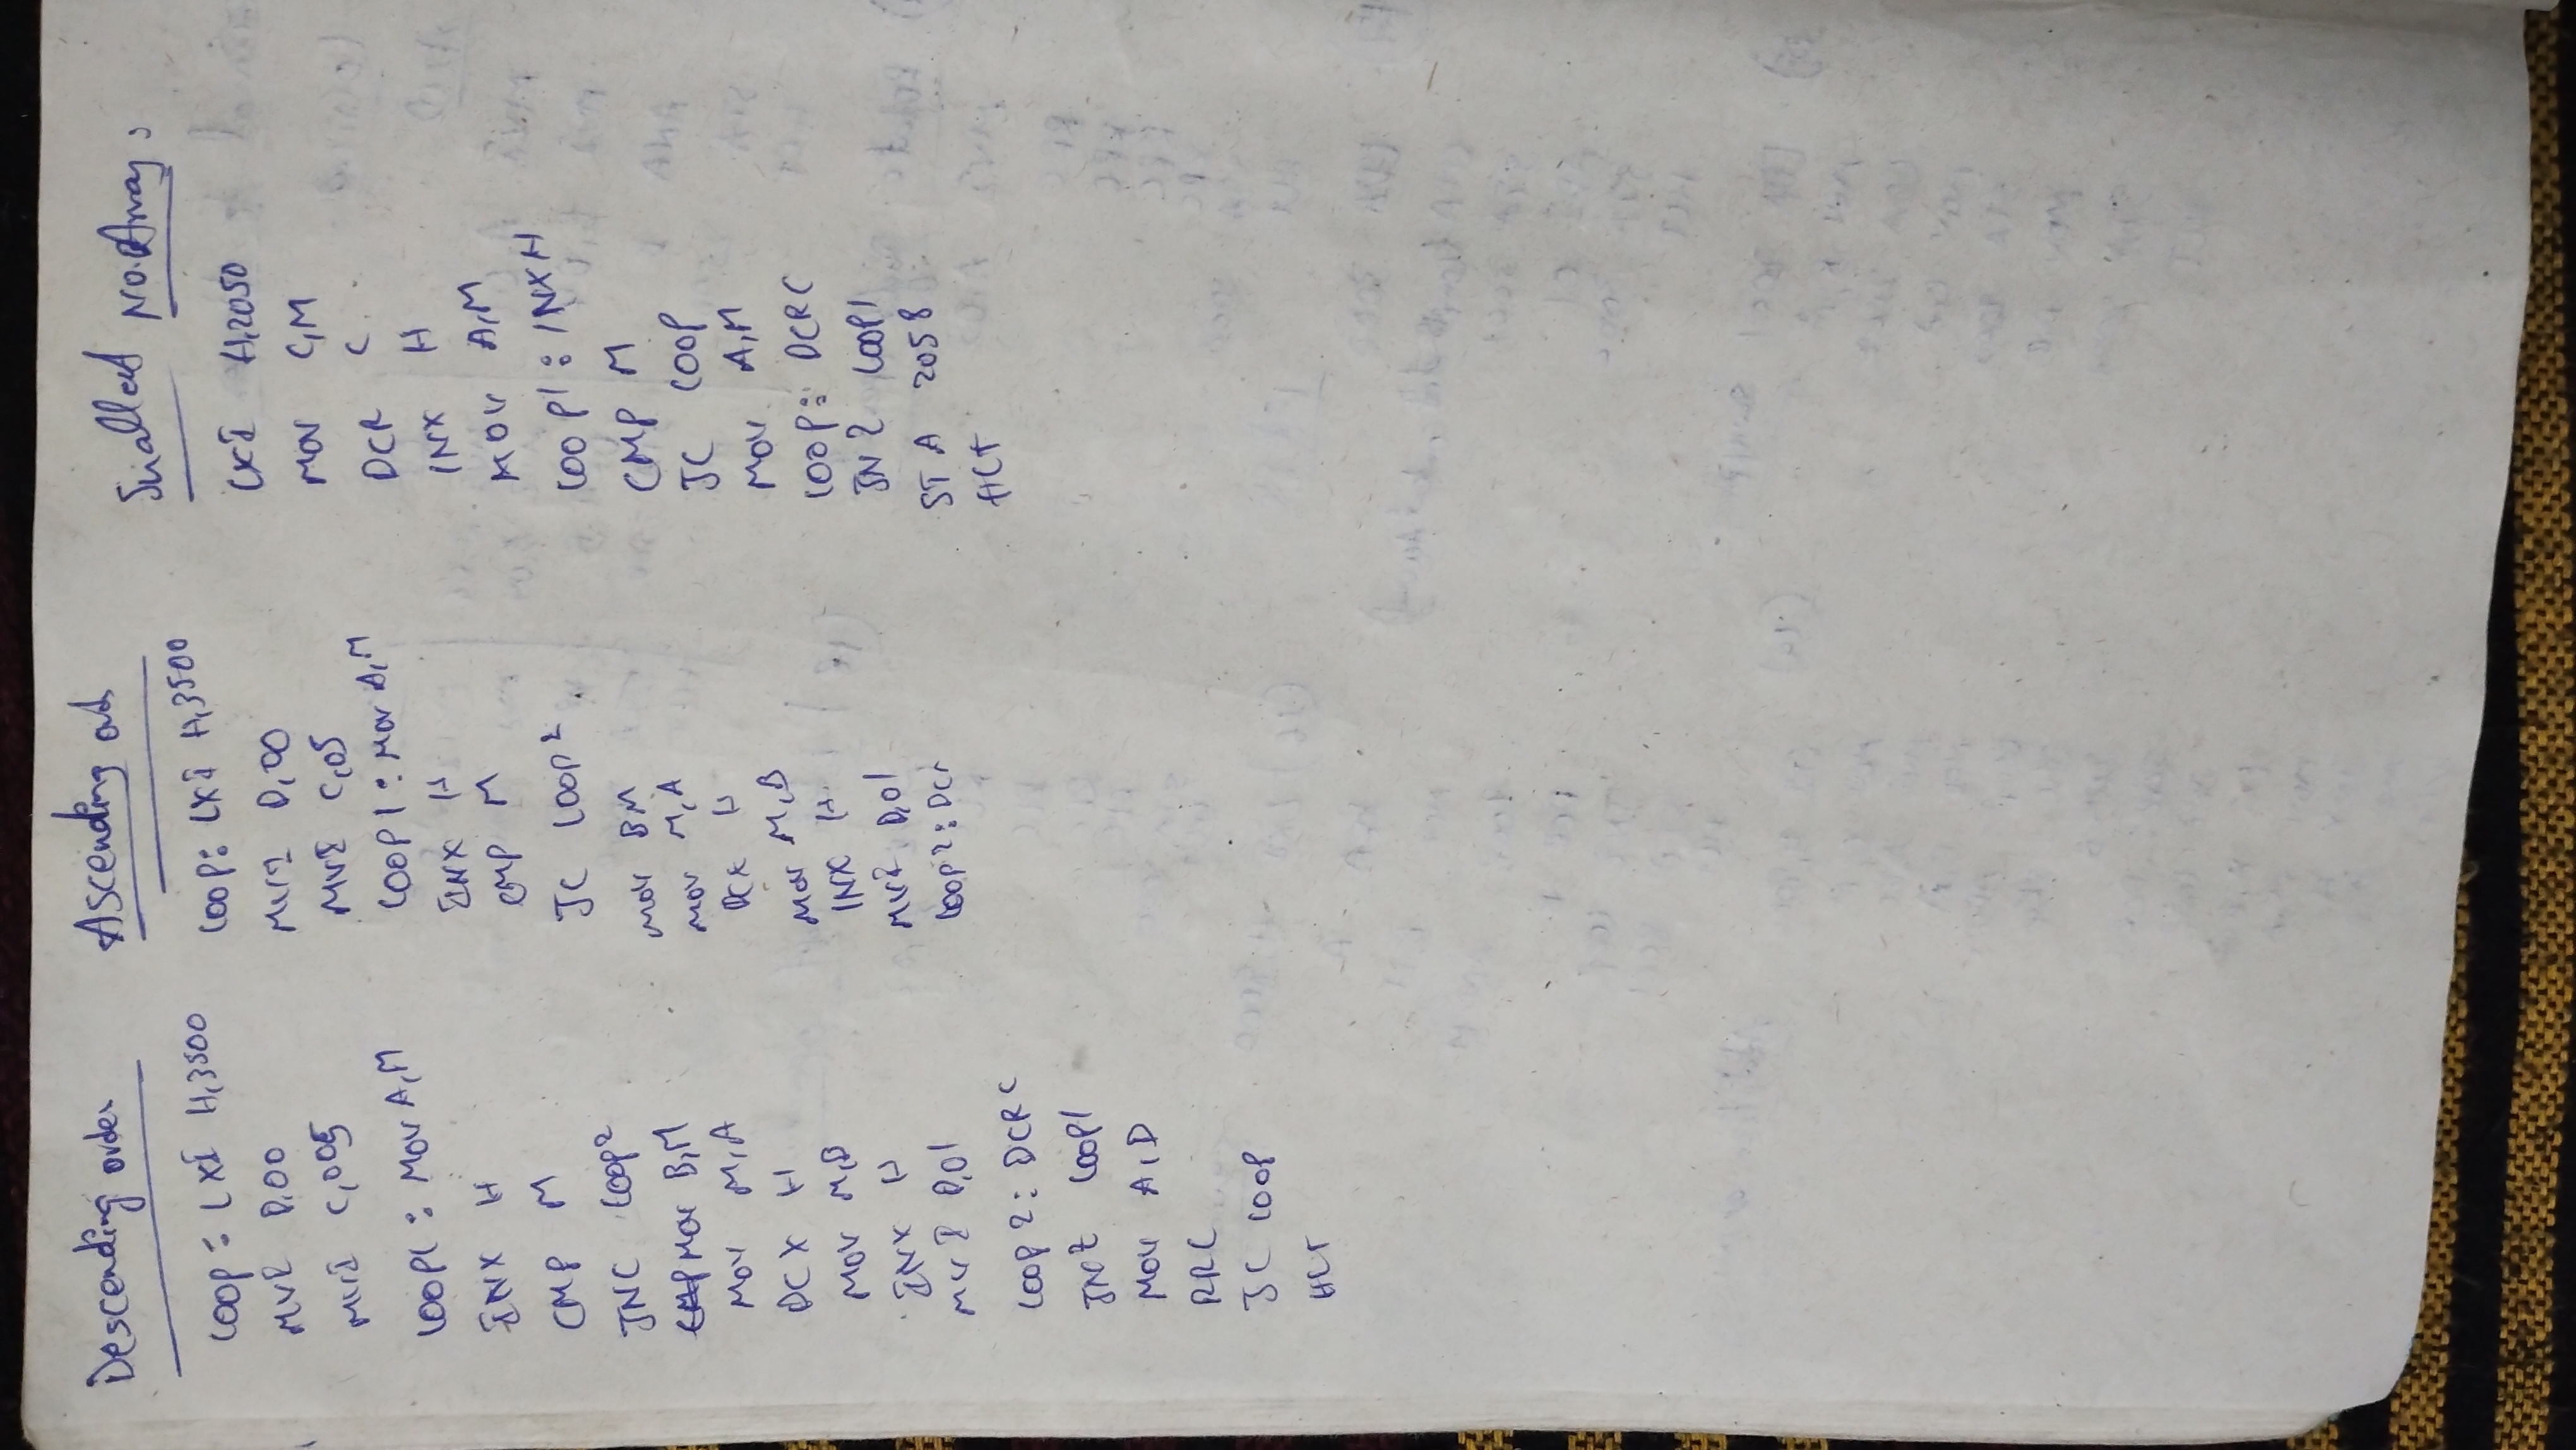 Descending order
LOOP: LXI H,3500
MVI D,00
MVI C,005
LOOP1: MOV A,M
INX H
CMP M
JNC LOOP2
MOV B,M
MOV M,A
DCX H
MOV M,B
INX H
MVI D,01
LOOP2: DCR C
JNZ LOOP1
MOV A,D
RRC
JC LOOP
HLT
Ascending od
LOOP: LXI H,3500
MVI D,00
MVI C,05
LOOP1: MOV A,M
INX H
CMP M
JC LOOP2
MOV BM
MOV M,A
DCX H
MOV M,B
INX H
MVI D,01
LOOP2: DCr
Smallest No. Array:
LXI H,2050
MOV C,M
DCR C
INX H
MOV A,M
LOOP1: INX H
CMP M
JC LOOP
MOV A,M
LOOP: DCR C
JNZ LOOP1
STA 2058
HLT